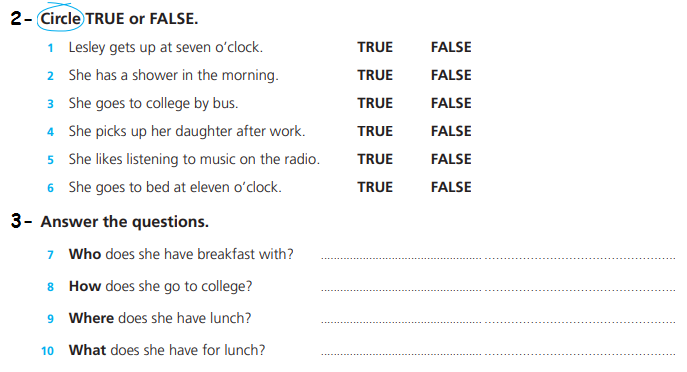 2- Circle TRUE or FALSE.
1 Lesley gets up at seven o'clock. TRUE FALSE
2 She has a shower in the morning. TRUE FALSE
3 She goes to college by bus. TRUE FALSE
4 She picks up her daughter after work. TRUE FALSE
5 She likes listening to music on the radio. TRUE FALSE
6 She goes to bed at eleven o'clock. TRUE FALSE
3- Answer the questions.
7 Who does she have breakfast with?
8 How does she go to college?
9 Where does she have lunch?
10 What does she have for lunch?